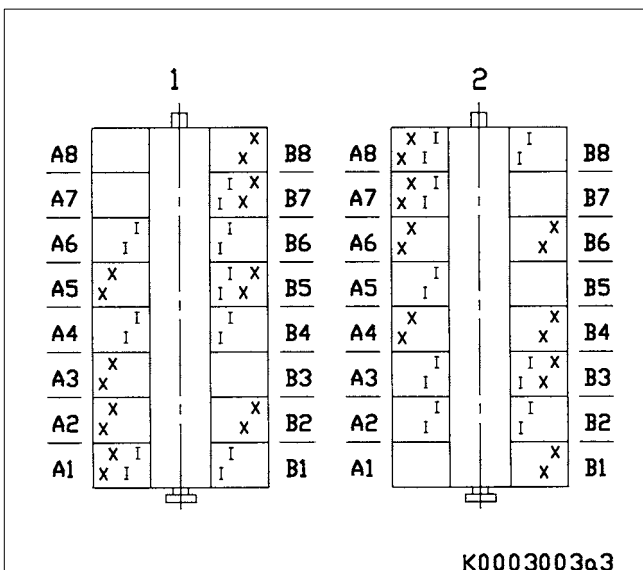 1 2
A8 X X B8 A8 X X I I I I B8
A7 I I X X B7 A7 X X I I B7
A6 I I I I B6 A6 X X X X B6
A5 X X I I X X B5 A5 I I B5
A4 I I I I B4 A4 X X X X B4
A3 X X B3 A3 I I I I X X B3
A2 X X X X B2 A2 I I I I B2
A1 X X I I I I B1 A1 X X B1
K0003003a3